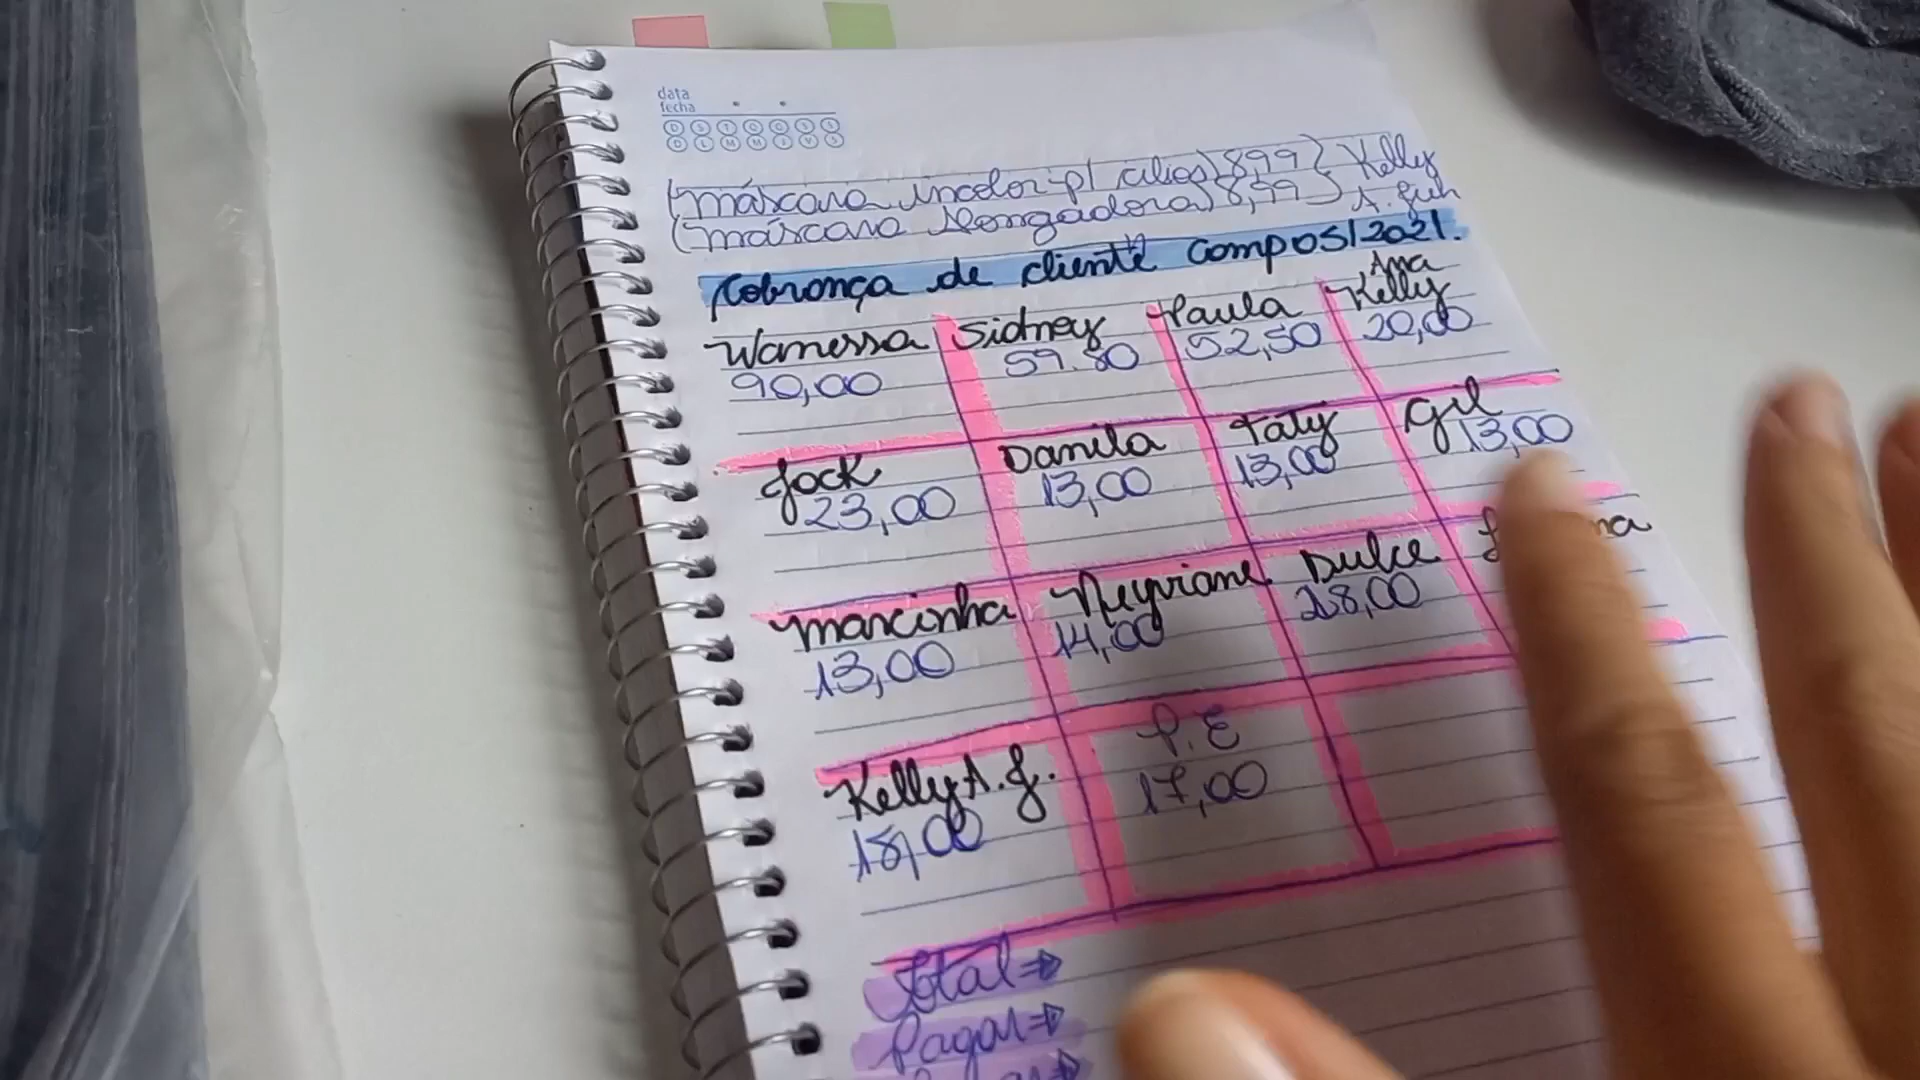 data
fecha
D S T Q Q S S
D L M M J V S
(máscara incolor p/ cílios) 8,99 } Kelly
(máscara alongadora) 8,99 } A. Juh
Cobrança de cliente Camp 05/2021.
Wanessa Sidney Paula Ana Kelly
90,00 59.80 52,50 20,00
Jack Danila Taty Gil
23,00 13,00 13,00 13,00
Marcinha Neyriane Dulce
13,00 14,00 28,00
Kelly A. J. P. E
18,00 17,00
Total ⇒
Pagar ⇒